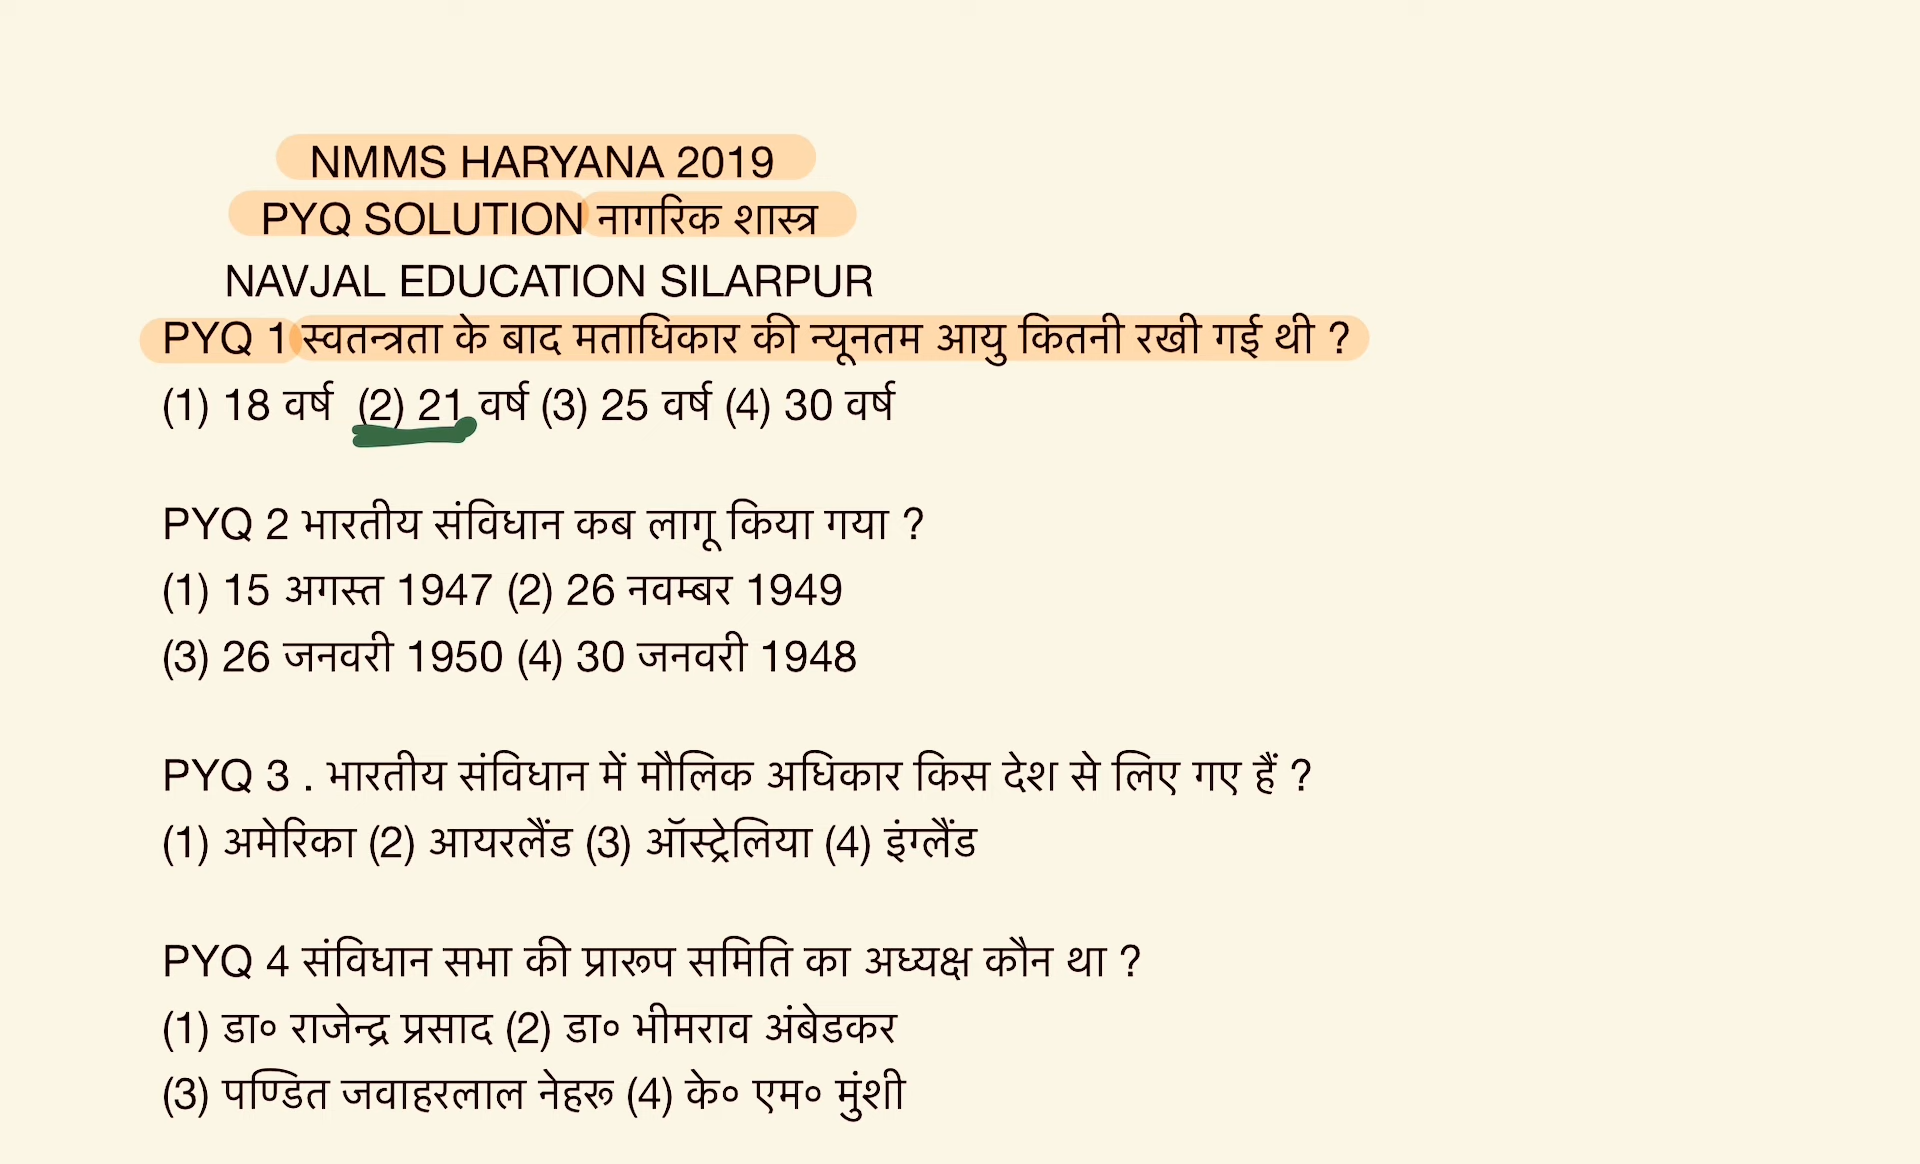 NMMS HARYANA 2019
PYQ SOLUTION नागरिक शास्त्र
NAVJAL EDUCATION SILARPUR
PYQ 1 स्वतन्त्रता के बाद मताधिकार की न्यूनतम आयु कितनी रखी गई थी ?
(1) 18 वर्ष (2) 21 वर्ष (3) 25 वर्ष (4) 30 वर्ष
PYQ 2 भारतीय संविधान कब लागू किया गया ?
(1) 15 अगस्त 1947 (2) 26 नवम्बर 1949
(3) 26 जनवरी 1950 (4) 30 जनवरी 1948
PYQ 3 . भारतीय संविधान में मौलिक अधिकार किस देश से लिए गए हैं ?
(1) अमेरिका (2) आयरलैंड (3) ऑस्ट्रेलिया (4) इंग्लैंड
PYQ 4 संविधान सभा की प्रारूप समिति का अध्यक्ष कौन था ?
(1) डा॰ राजेन्द्र प्रसाद (2) डा॰ भीमराव अंबेडकर
(3) पण्डित जवाहरलाल नेहरू (4) के॰ एम॰ मुंशी